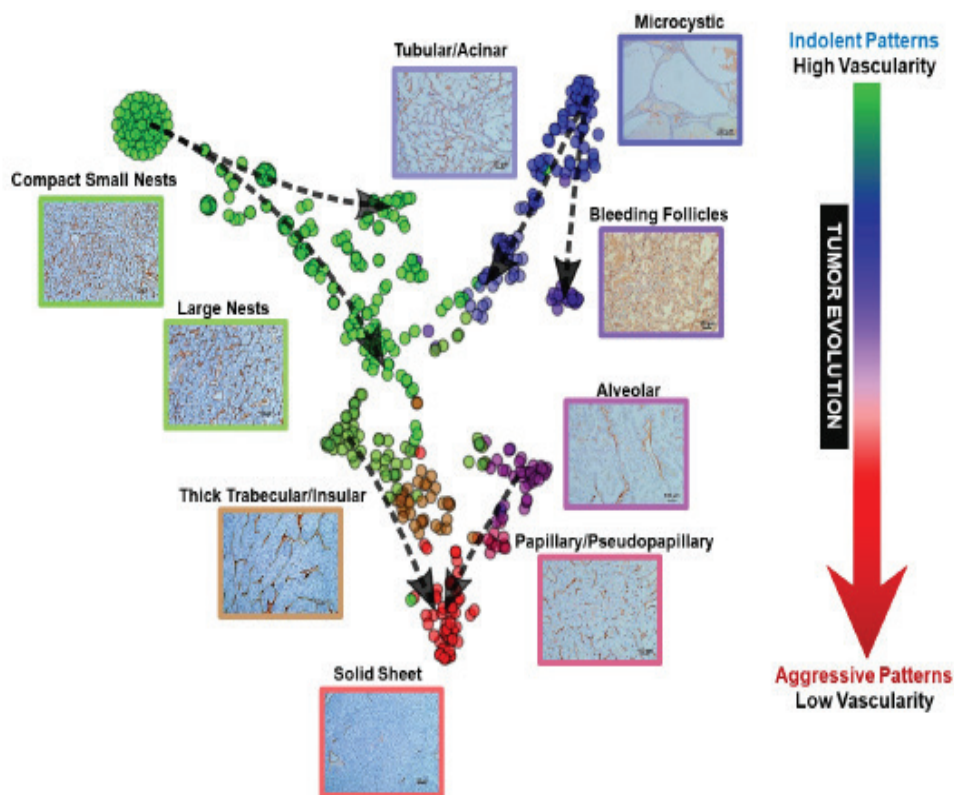 Microcystic
Tubular/Acinar
Indolent Patterns
High Vascularity
Compact Small Nests
Bleeding Follicles
Large Nests
TUMOR EVOLUTION
Alveolar
Thick Trabecular/Insular
Papillary/Pseudopapillary
Solid Sheet
Aggressive Patterns
Low Vascularity